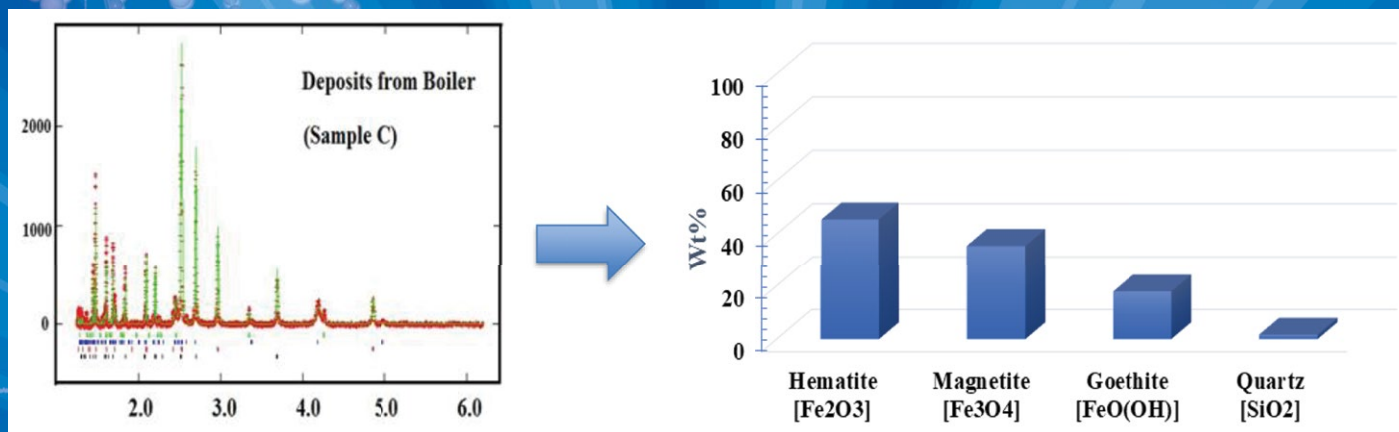 Deposits from Boiler
(Sample C)
2000
1000
0
2.0 3.0 4.0 5.0 6.0
Wt%
100
80
60
40
20
0
Hematite Magnetite Goethite Quartz
[Fe2O3] [Fe3O4] [FeO(OH)] [SiO2]